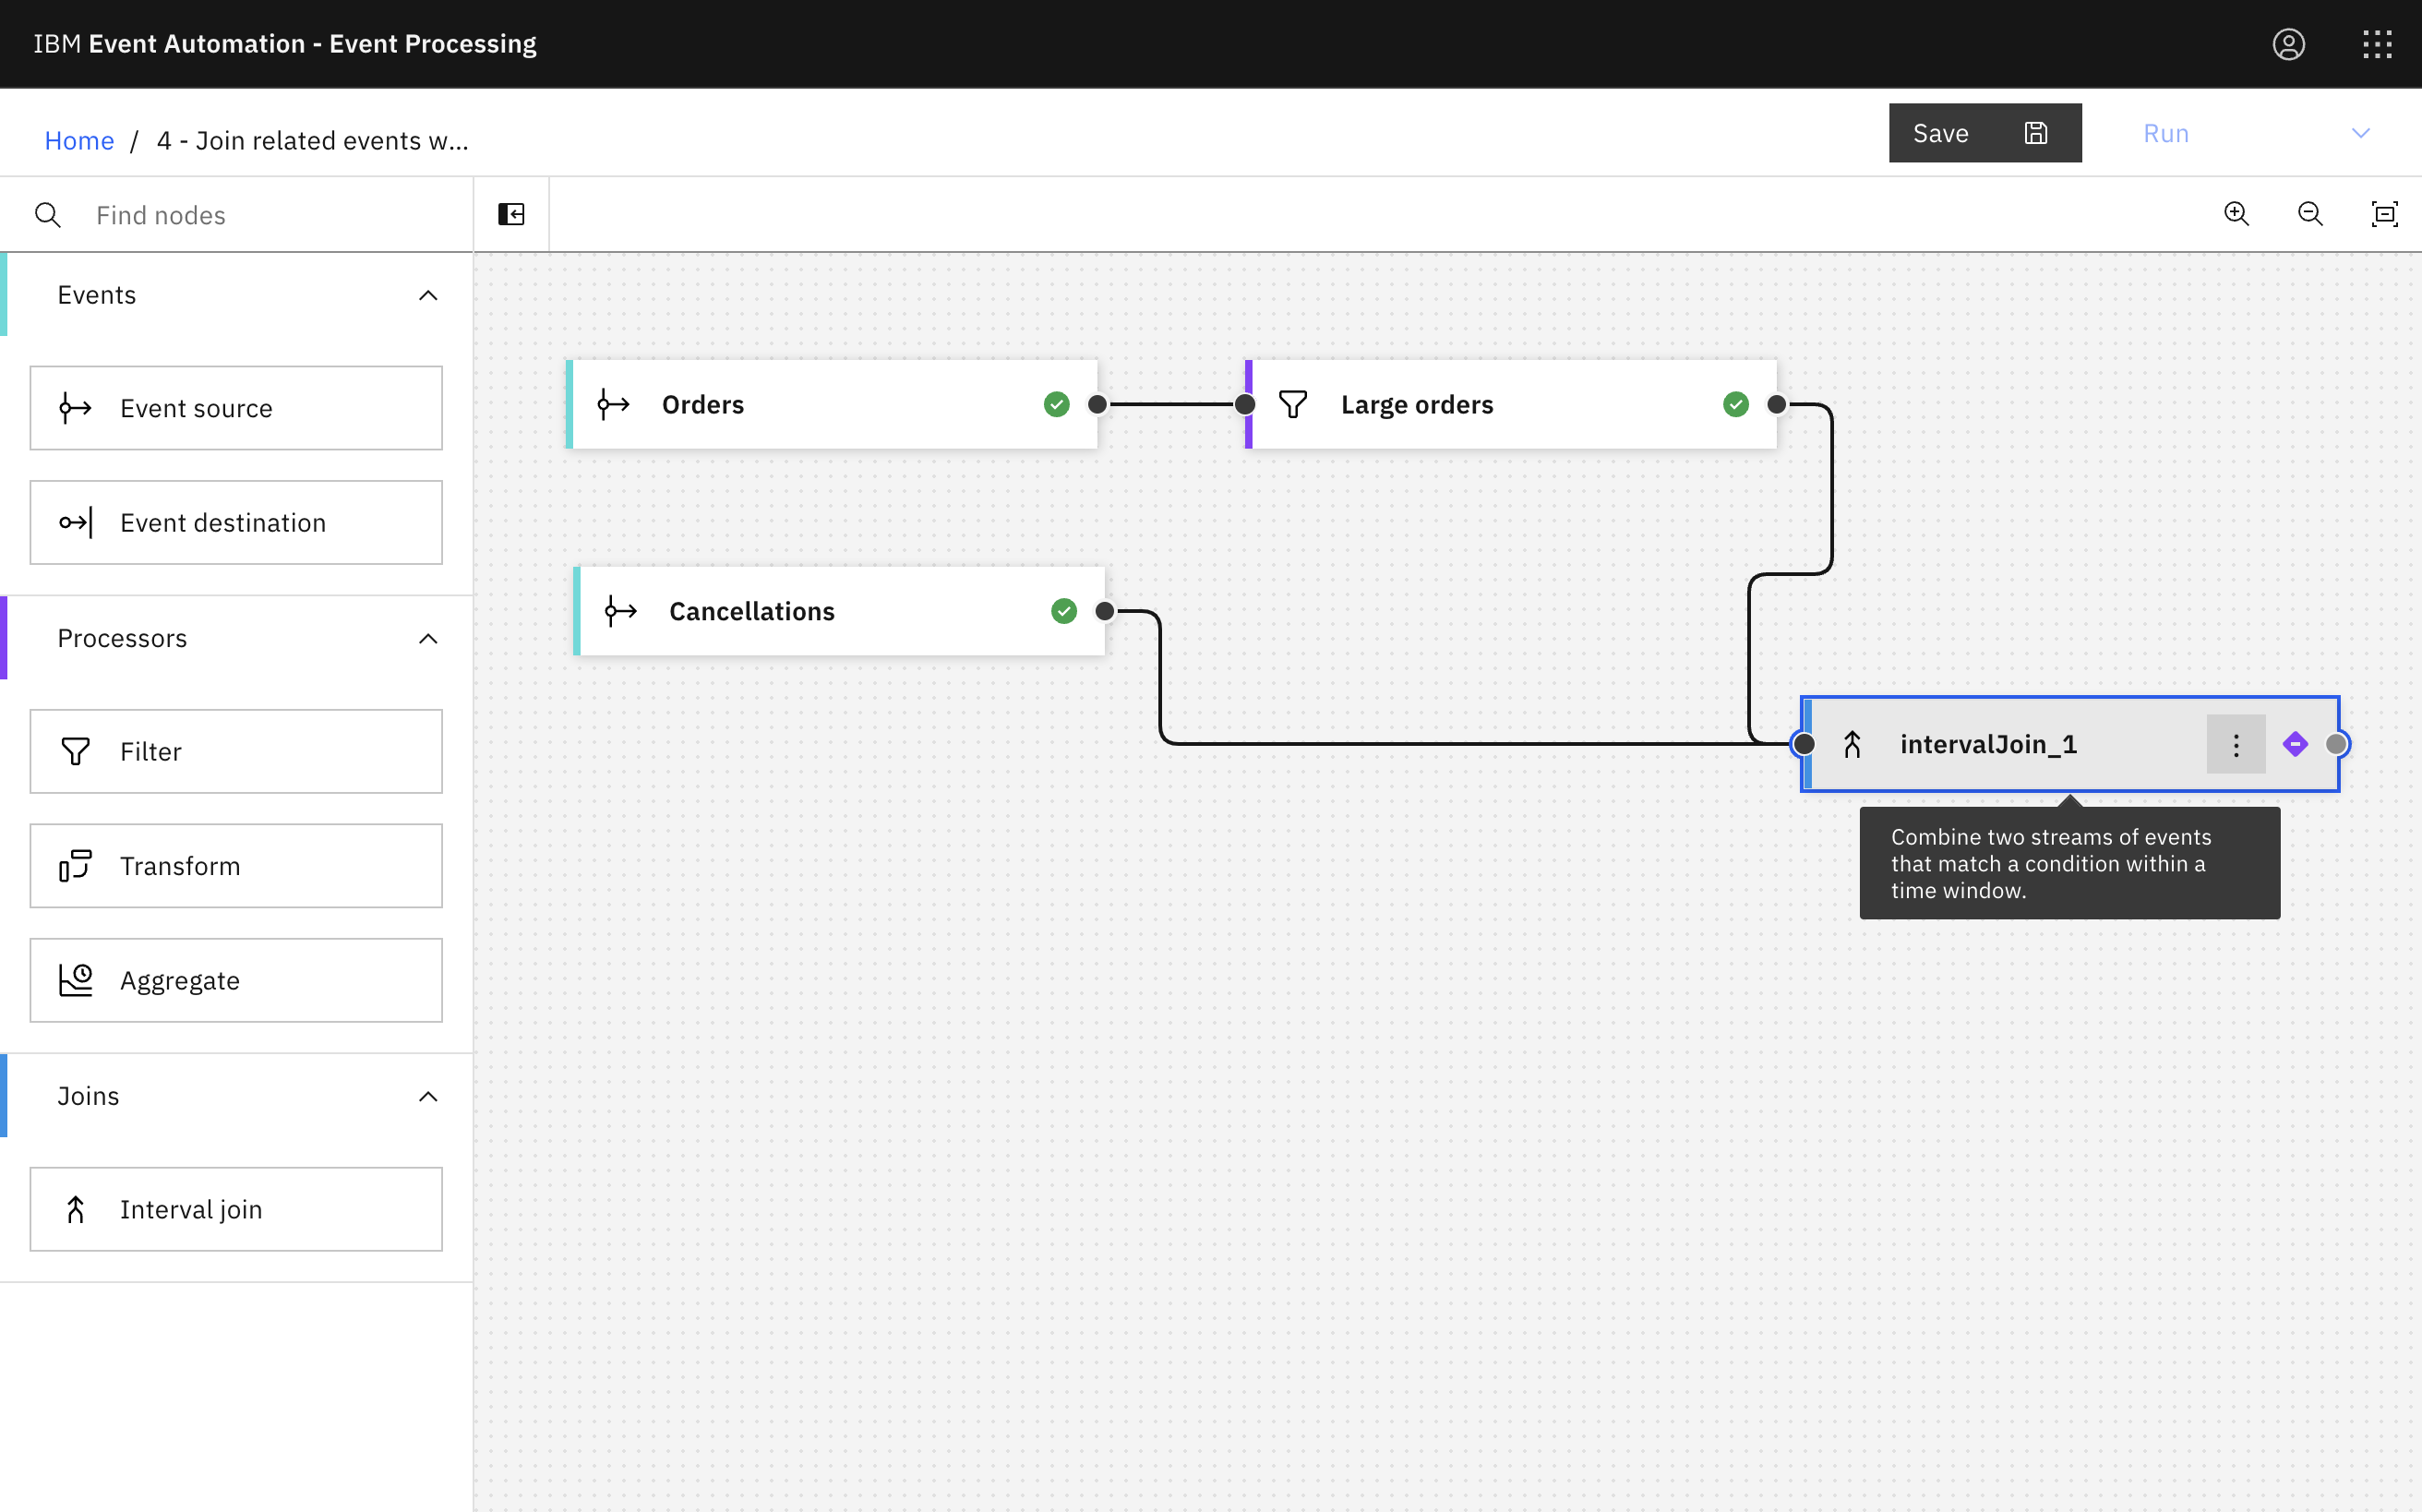 IBM Event Automation - Event Processing
Home / 4 - Join related events w...
Save
Run
Find nodes
Events
Event source
Event destination
Processors
Filter
Transform
Aggregate
Joins
Interval join
Orders
Large orders
Cancellations
intervalJoin_1
Combine two streams of events
that match a condition within a
time window.